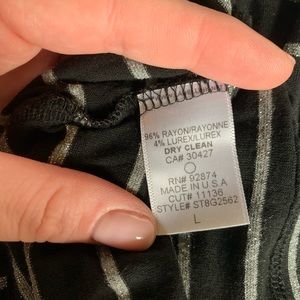 96% RAYON/RAYONNE
4% LUREX/LUREX
DRY CLEAN
CA# 30427
RN# 92874
MADE IN U.S.A
CUT# 11136
STYLE# ST8G2562
L